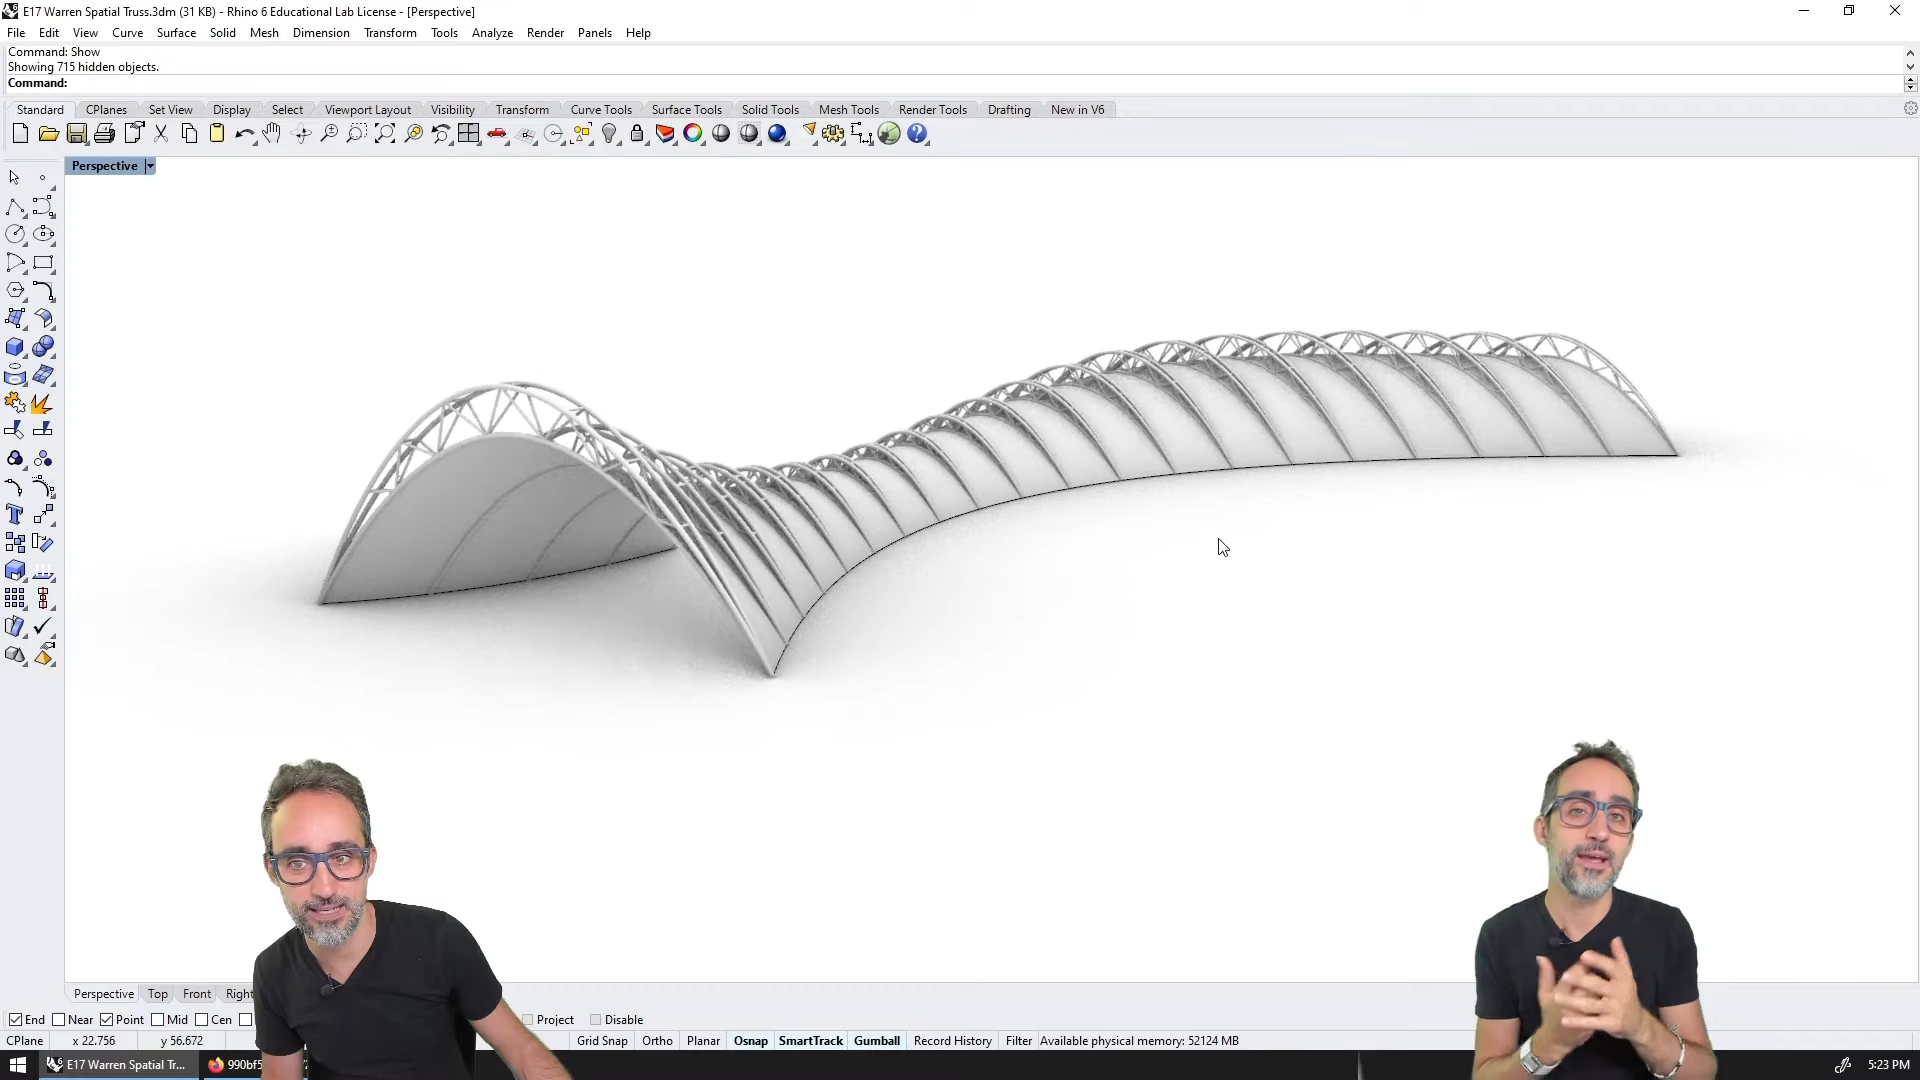 E17 Warren Spatial Truss.3dm (31 KB) - Rhino 6 Educational Lab License - [Perspective]
File Edit View Curve Surface Solid Mesh Dimension Transform Tools Analyze Render Panels Help
Command: Show
Showing 715 hidden objects.
Command:
Standard CPlanes Set View Display Select Viewport Layout Visibility Transform Curve Tools Surface Tools Solid Tools Mesh Tools Render Tools Drafting New in V6
Perspective
Perspective Top Front Right
End Near Point Mid Cen Project Disable
CPlane x 22.756 y 56.672 Grid Snap Ortho Planar Osnap SmartTrack Gumball Record History Filter Available physical memory: 52124 MB
E17 Warren Spatial Tr... 990bf5 5:23 PM